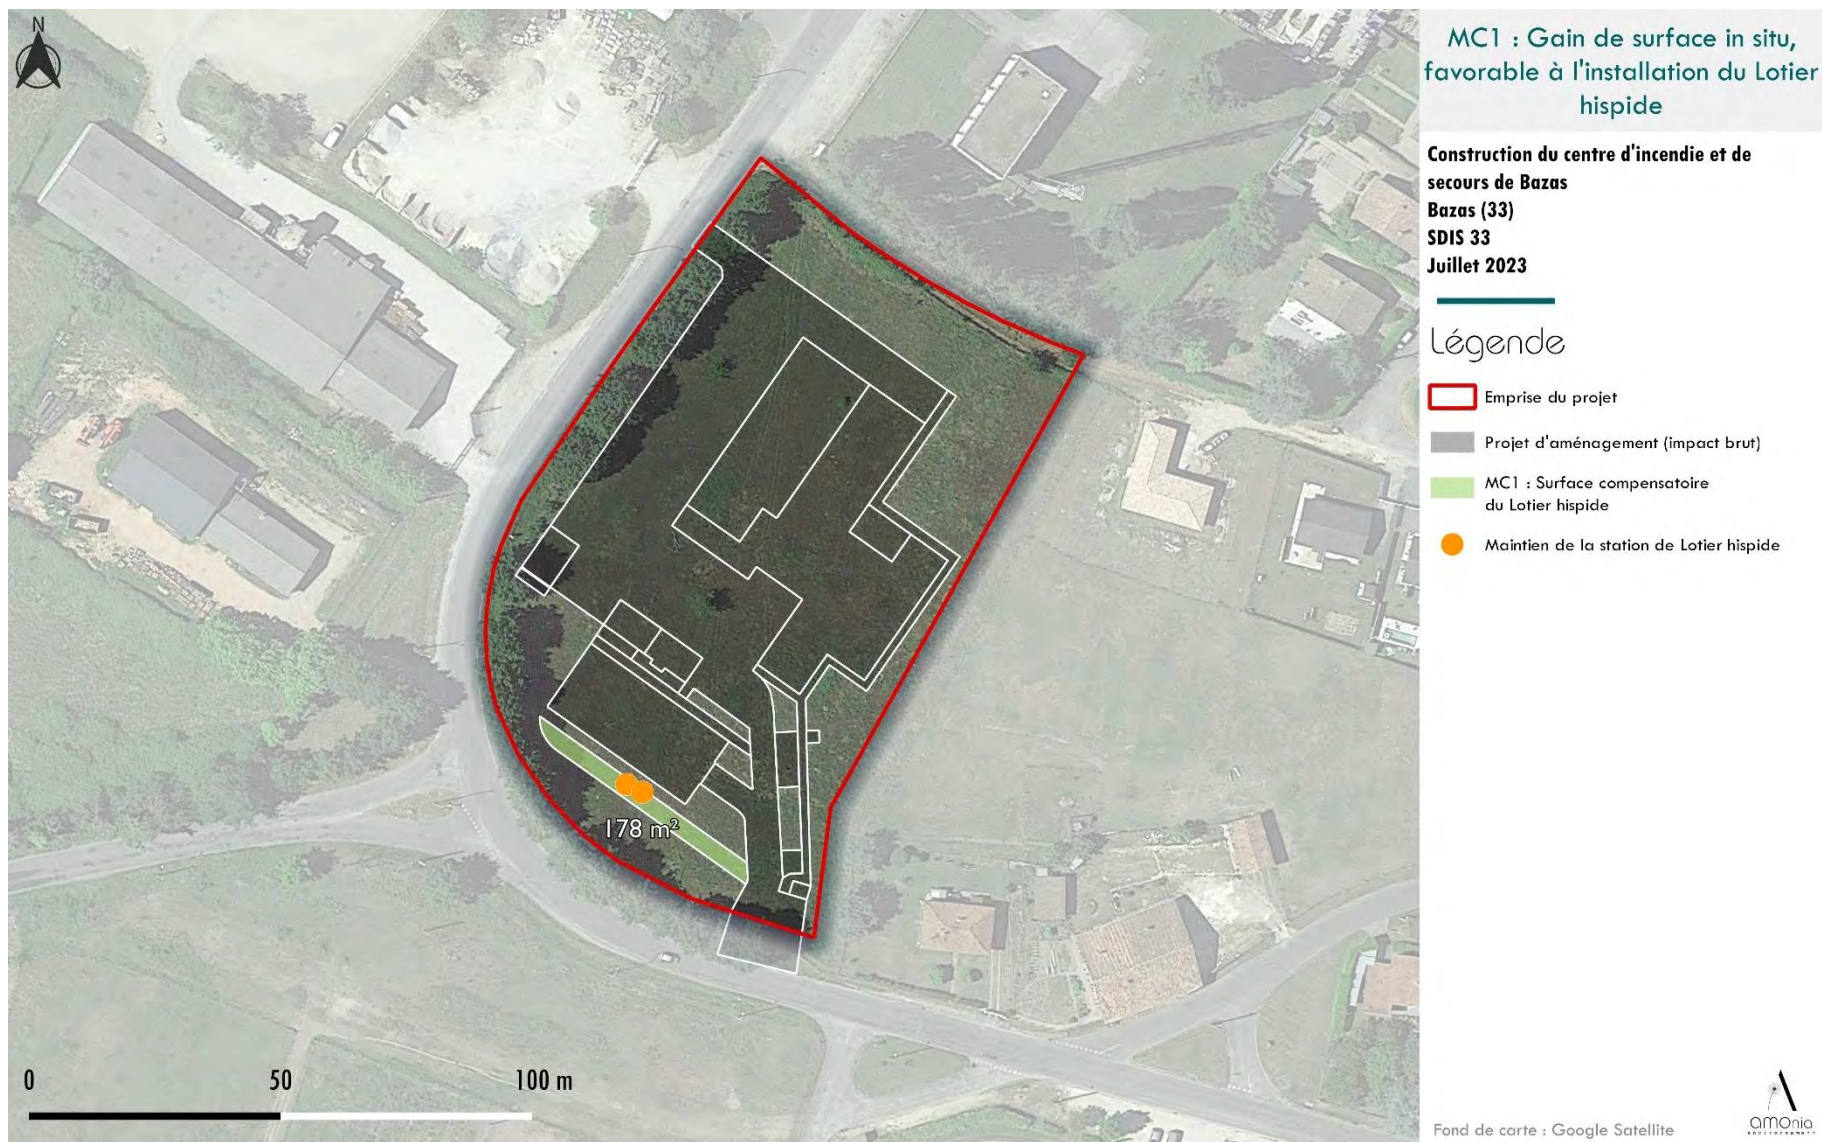 N
MC1 : Gain de surface in situ,
favorable à l'installation du Lotier
hispide
Construction du centre d'incendie et de
secours de Bazas
Bazas (33)
SDIS 33
Juillet 2023
Légende
Emprise du projet
Projet d'aménagement (impact brut)
MC1 : Surface compensatoire
du Lotier hispide
Maintien de la station de Lotier hispide
178 m²
0 50 100 m
Fond de carte : Google Satellite
amonia
environnement